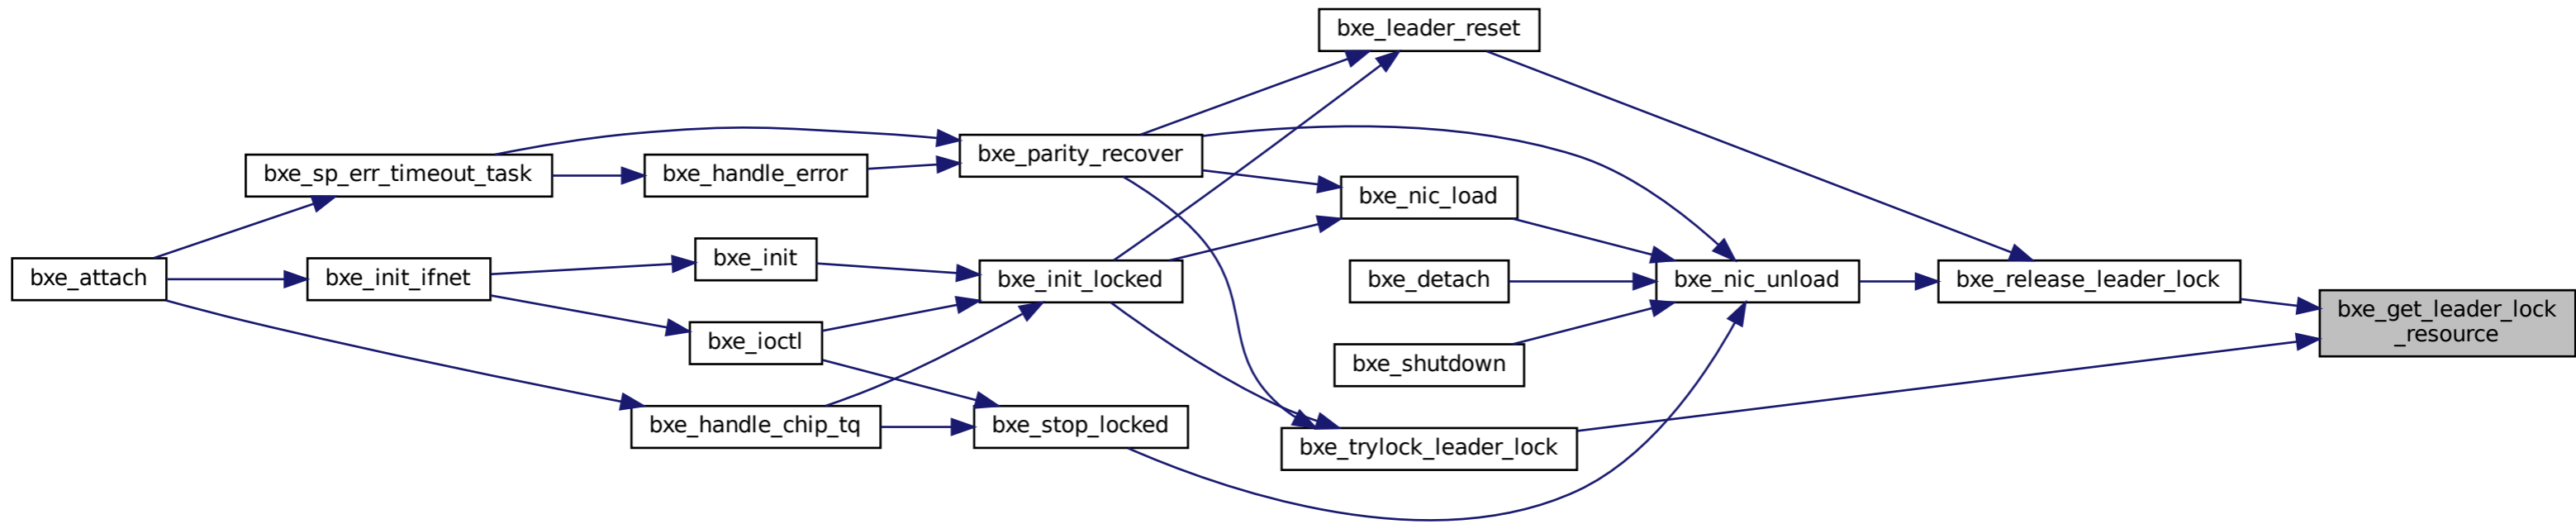 bxe_leader_reset
bxe_parity_recover
bxe_sp_err_timeout_task
bxe_handle_error
bxe_nic_load
bxe_init
bxe_attach
bxe_init_ifnet
bxe_init_locked
bxe_detach
bxe_nic_unload
bxe_release_leader_lock
bxe_get_leader_lock
_resource
bxe_ioctl
bxe_shutdown
bxe_handle_chip_tq
bxe_stop_locked
bxe_trylock_leader_lock